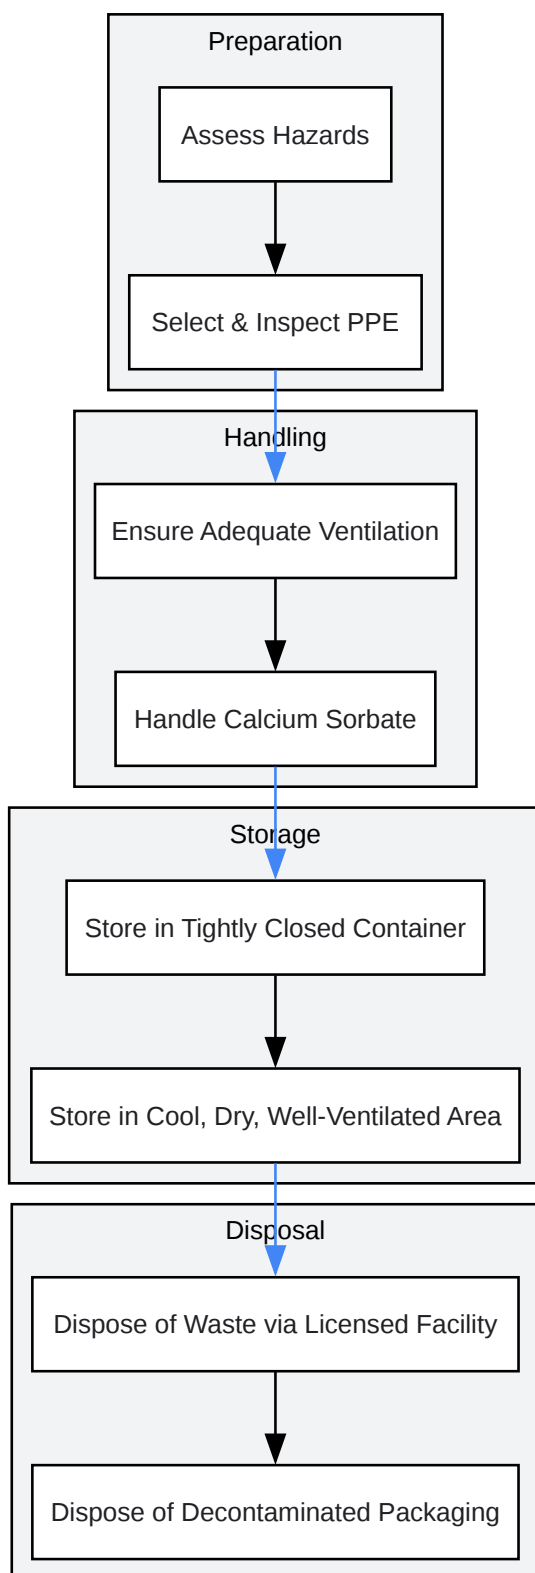 Preparation
Assess Hazards
Select & Inspect PPE
Handling
Ensure Adequate Ventilation
Handle Calcium Sorbate
Storage
Store in Tightly Closed Container
Store in Cool, Dry, Well-Ventilated Area
Disposal
Dispose of Waste via Licensed Facility
Dispose of Decontaminated Packaging